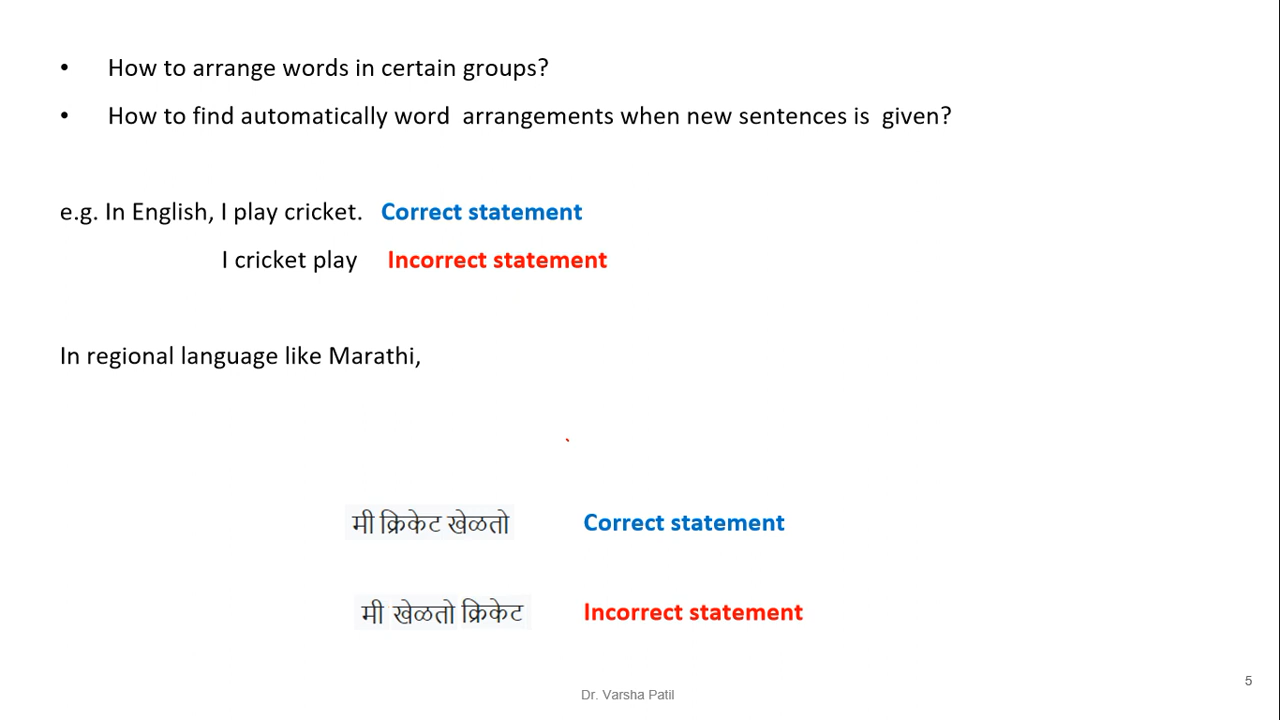 • How to arrange words in certain groups?
• How to find automatically word arrangements when new sentences is given?
e.g. In English, I play cricket. Correct statement
I cricket play Incorrect statement
In regional language like Marathi,
मी क्रिकेट खेळतो Correct statement
मी खेळतो क्रिकेट Incorrect statement
5
Dr. Varsha Patil